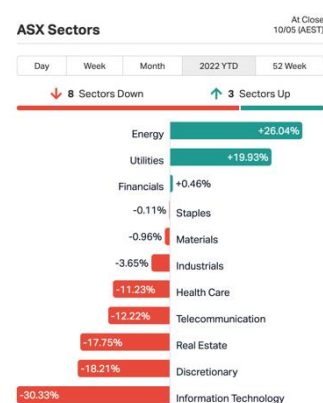 ASX Sectors
At Close
10/05 (AEST)
Day Week Month 2022 YTD 52 Week
↓ 8 Sectors Down ↑ 3 Sectors Up
Energy +26.04%
Utilities +19.93%
Financials +0.46%
-0.11% Staples
-0.96% Materials
-3.65% Industrials
-11.23% Health Care
-12.22% Telecommunication
-17.75% Real Estate
-18.21% Discretionary
-30.33% Information Technology